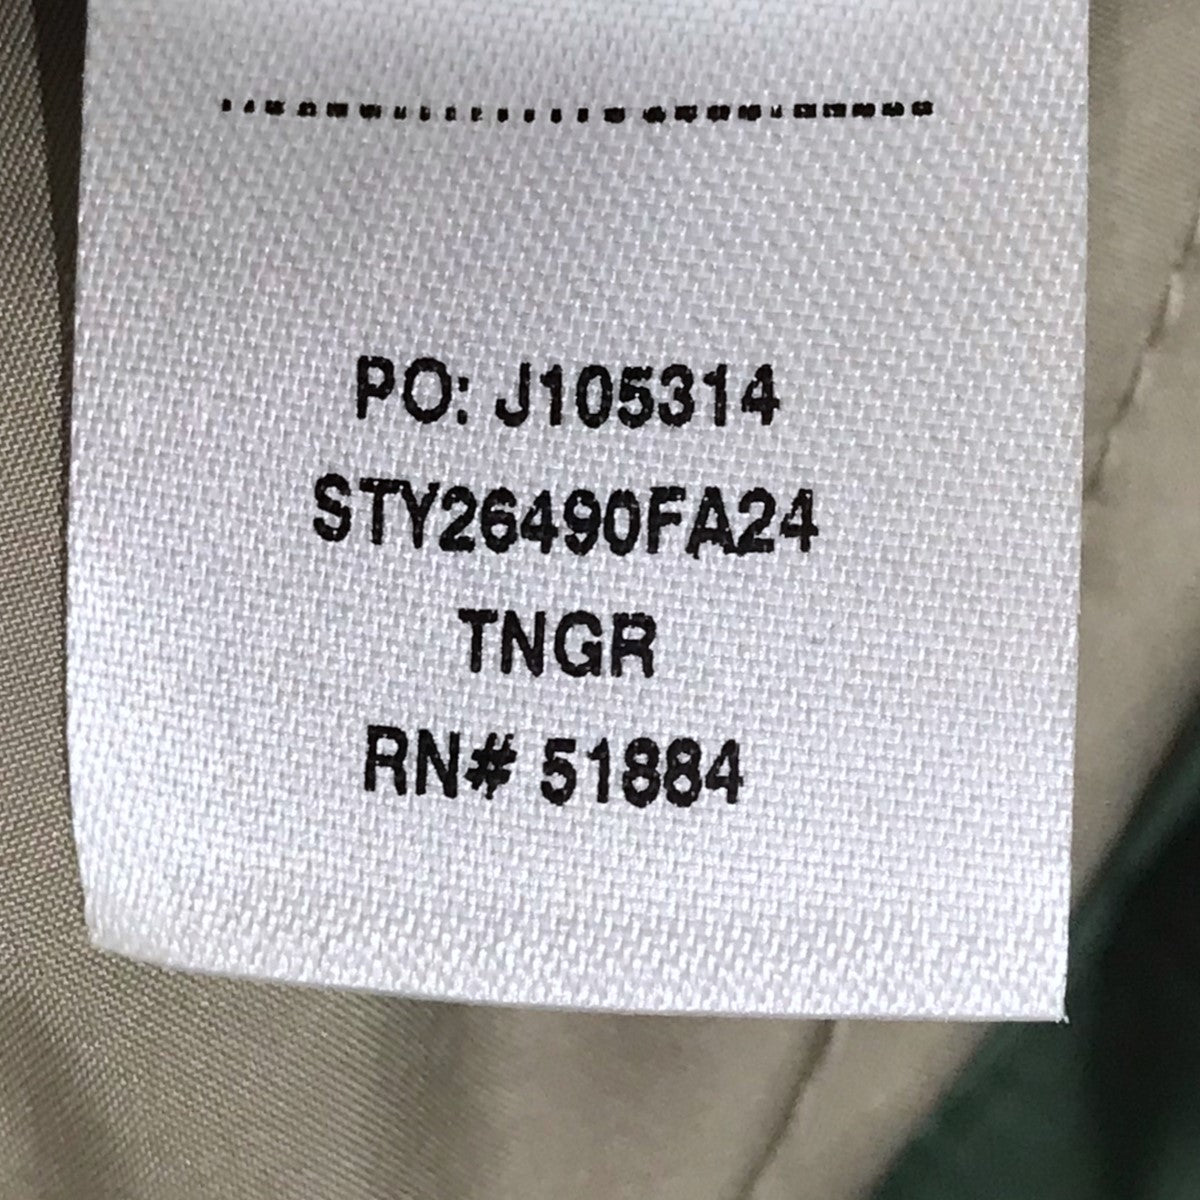 PO: J105314
STY26490FA24
TNGR
RN# 51884